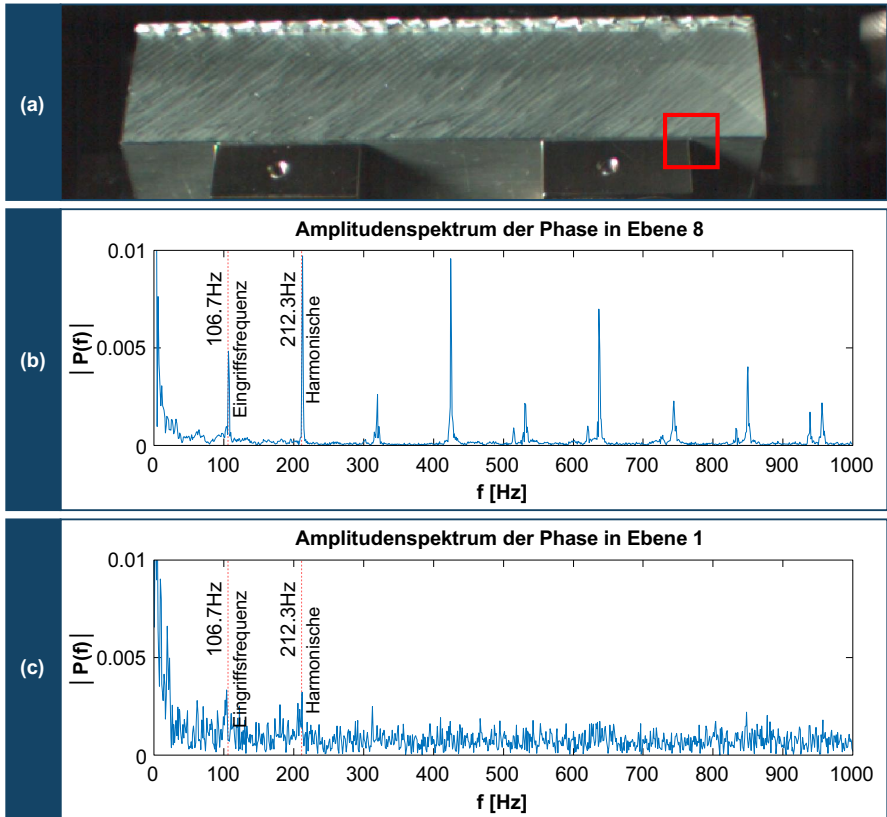 (a)
(b)
Amplitudenspektrum der Phase in Ebene 8
|P(f)|
0.01
0.005
0
106.7Hz
Eingriffsfrequenz
212.3Hz
Harmonische
0 100 200 300 400 500 600 700 800 900 1000
f [Hz]
(c)
Amplitudenspektrum der Phase in Ebene 1
|P(f)|
0.01
0.005
0
106.7Hz
Eingriffsfrequenz
212.3Hz
Harmonische
0 100 200 300 400 500 600 700 800 900 1000
f [Hz]